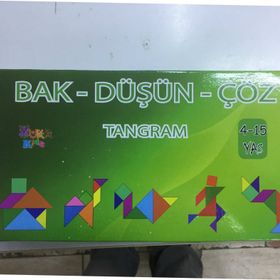 BAK - DÜŞÜN - ÇÖZ
TANGRAM
4-15
YAŞ